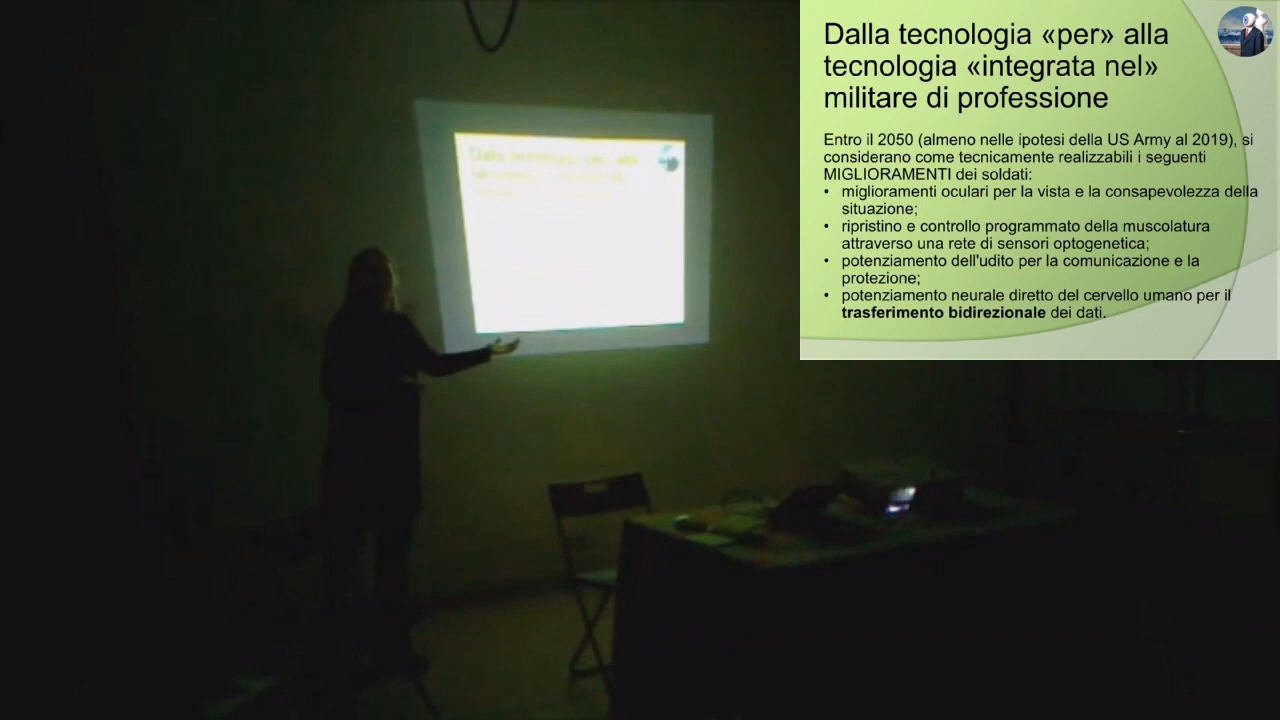 Dalla tecnologia «per» alla
tecnologia «integrata nel»
militare di professione
Entro il 2050 (almeno nelle ipotesi della US Army al 2019), si
considerano come tecnicamente realizzabili i seguenti
MIGLIORAMENTI dei soldati:
• miglioramenti oculari per la vista e la consapevolezza della
situazione;
• ripristino e controllo programmato della muscolatura
attraverso una rete di sensori optogenetica;
• potenziamento dell'udito per la comunicazione e la
protezione;
• potenziamento neurale diretto del cervello umano per il
trasferimento bidirezionale dei dati.